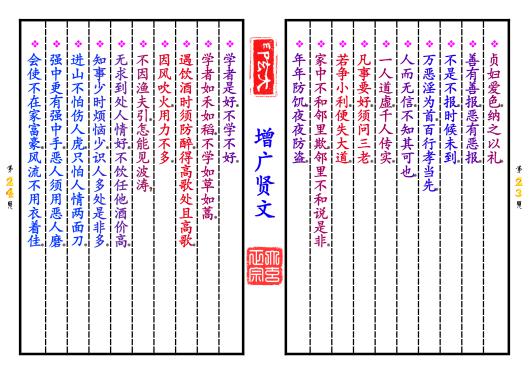 贞妇爱色纳之以礼
善有善报恶有恶报
不是不报时候未到
万恶淫为首百行孝当先
人而无信不知其可也
一人道虚千人传实
凡事要好须问三老
若争小利便失大道
家中不和邻里欺邻里不和说是非
年年防饥夜夜防盗
第23页
增广贤文
学者是好不学不好
学者如禾如稻不学如草如蒿
遇饮酒时须防醉得高歌处且高歌
因风吹火用力不多
不因渔夫引怎能见波涛
无求到处人情好不饮任他酒价高
知事少时烦恼少识人多处是非多
进山不怕伤人虎只怕人情两面刀
强中更有强中手恶人须用恶人磨
会使不在家富豪风流不用衣着佳
第24页